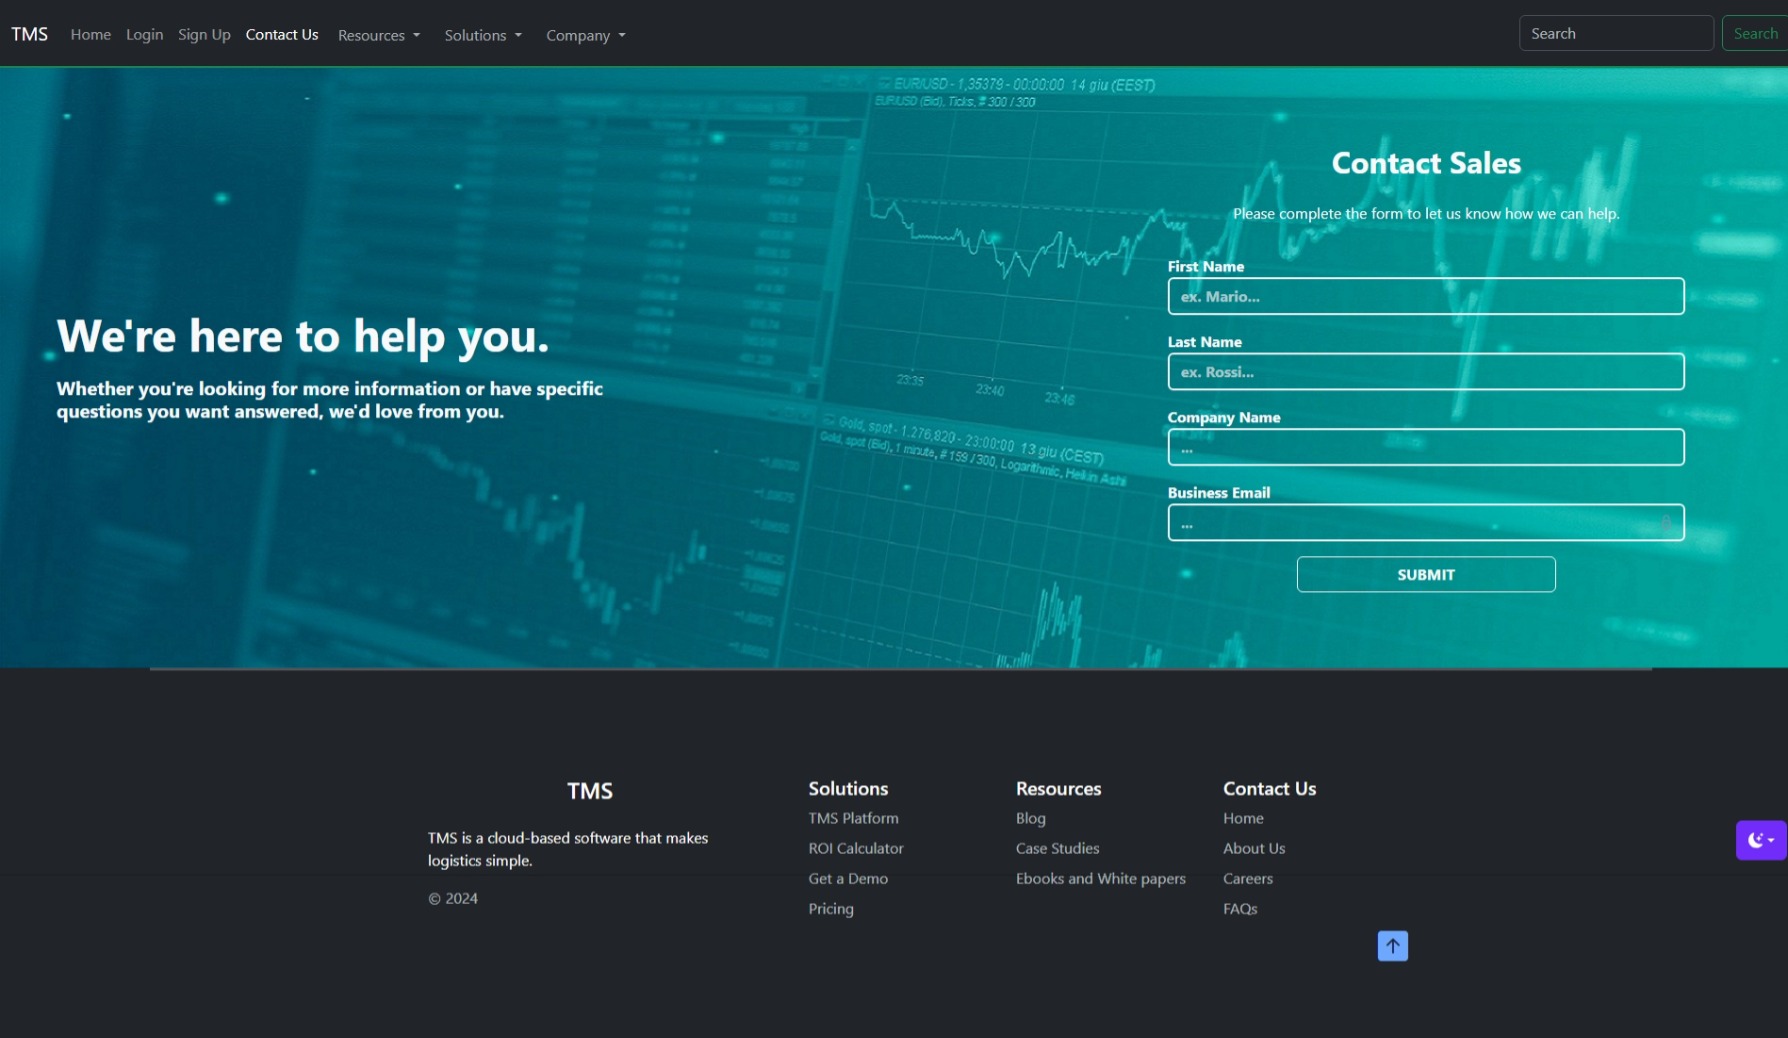 TMS Home Login Sign Up Contact Us Resources Solutions Company Search Search
EUR/USD - 1,35379 - 00:00:00 14 giu (EEST)
EUR/USD (Bid), Ticks, # 300 / 300
Contact Sales
Please complete the form to let us know how we can help.
First Name
ex. Mario...
Last Name
ex. Rossi...
Company Name
...
Business Email
...
SUBMIT
We're here to help you.
Whether you're looking for more information or have specific
questions you want answered, we'd love from you.
23:35 23:40 23:46
Gold, spot - 1,276,820 - 23:00:00 13 giu (CEST)
Gold, spot (Bid), 1 minute, # 159 / 300, Logarithmic, Heikin Ashi
TMS
TMS is a cloud-based software that makes
logistics simple.
© 2024
Solutions
TMS Platform
ROI Calculator
Get a Demo
Pricing
Resources
Blog
Case Studies
Ebooks and White papers
Contact Us
Home
About Us
Careers
FAQs